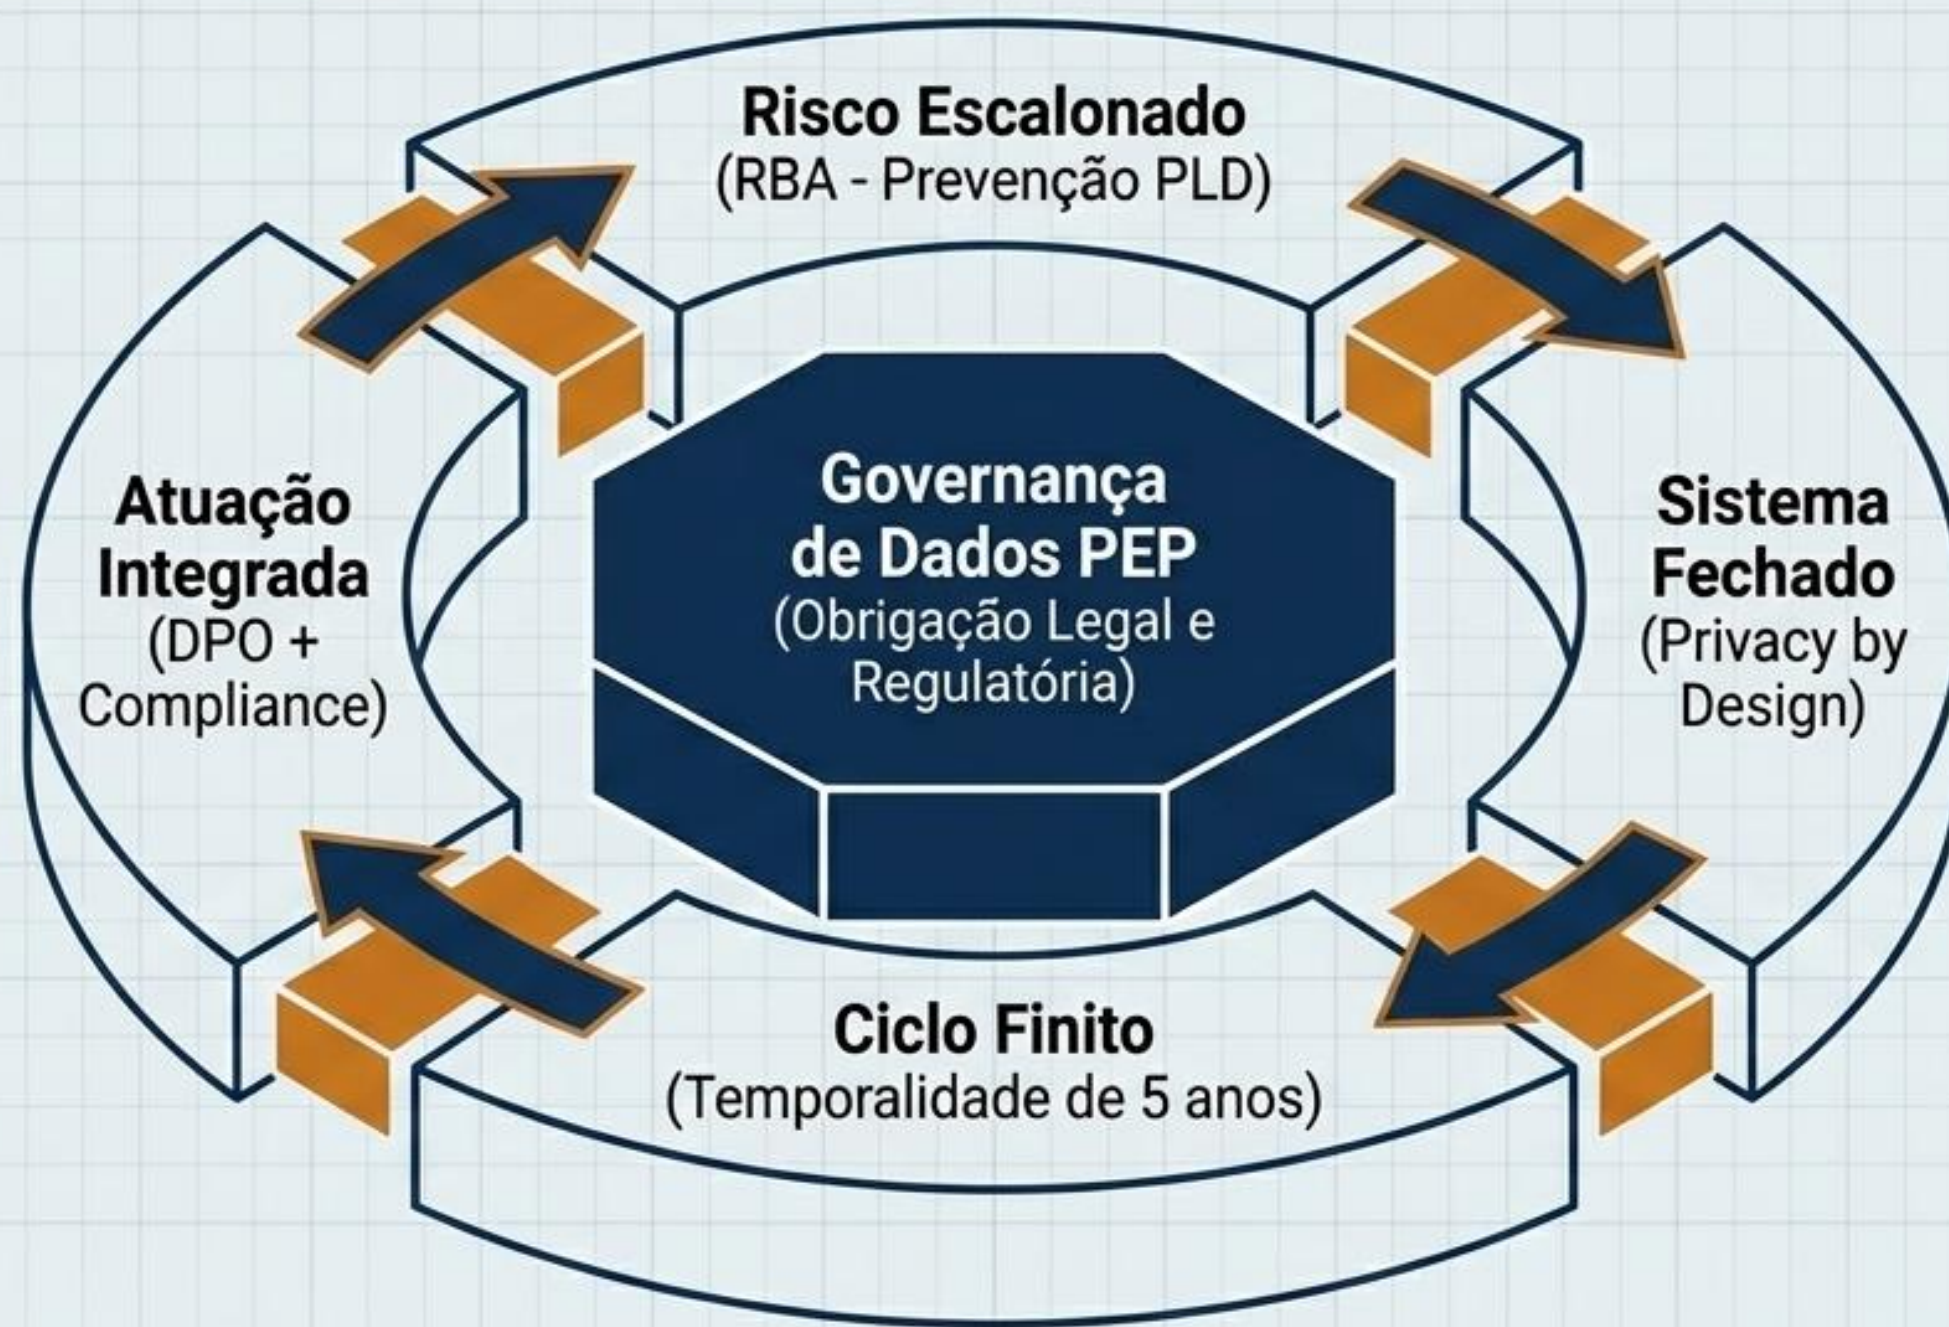 Risco Escalonado
(RBA - Prevenção PLD)
Atuação
Integrada
(DPO +
Compliance)
Governança
de Dados PEP
(Obrigação Legal e
Regulatória)
Sistema
Fechado
(Privacy by
Design)
Ciclo Finito
(Temporalidade de 5 anos)